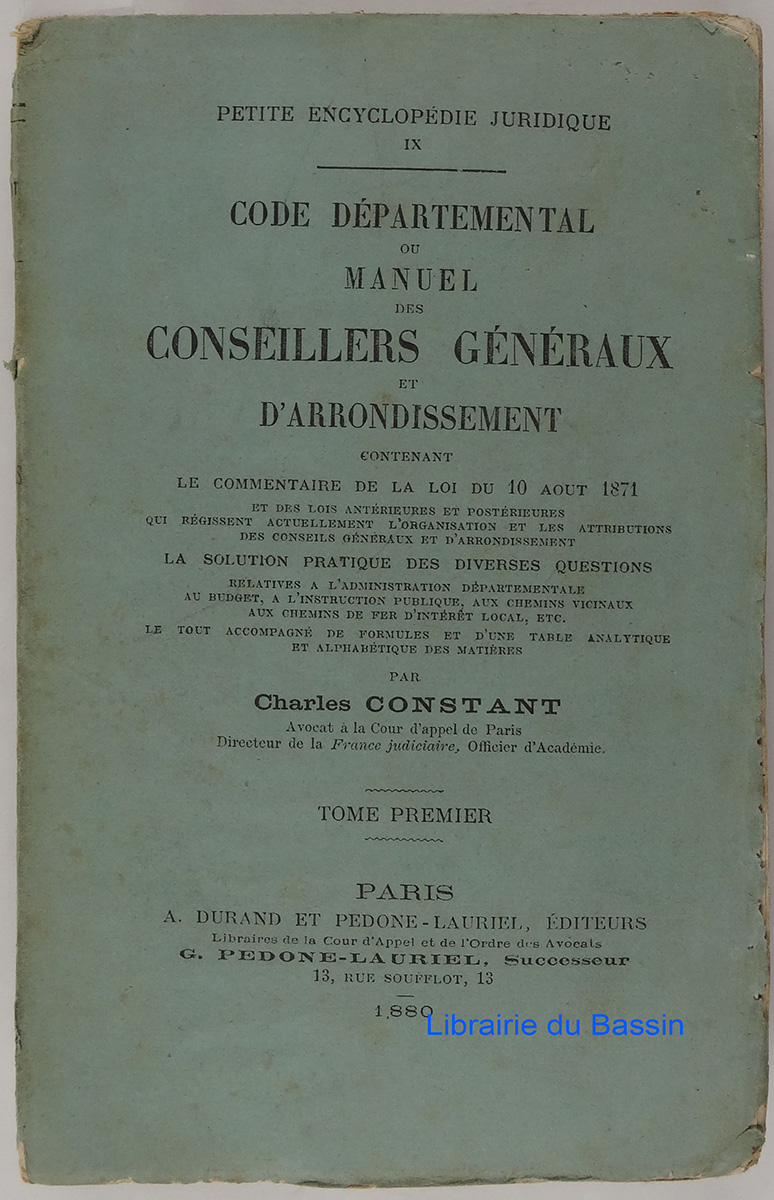 PETITE ENCYCLOPÉDIE JURIDIQUE
IX
CODE DÉPARTEMENTAL
OU
MANUEL
DES
CONSEILLERS GÉNÉRAUX
ET
D'ARRONDISSEMENT
CONTENANT
LE COMMENTAIRE DE LA LOI DU 10 AOUT 1871
ET DES LOIS ANTÉRIEURES ET POSTÉRIEURES
QUI RÉGISSENT ACTUELLEMENT L'ORGANISATION ET LES ATTRIBUTIONS
DES CONSEILS GÉNÉRAUX ET D'ARRONDISSEMENT
LA SOLUTION PRATIQUE DES DIVERSES QUESTIONS
RELATIVES A L'ADMINISTRATION DÉPARTEMENTALE
AU BUDGET, A L'INSTRUCTION PUBLIQUE, AUX CHEMINS VICINAUX
AUX CHEMINS DE FER D'INTÉRÊT LOCAL, ETC.
LE TOUT ACCOMPAGNÉ DE FORMULES ET D'UNE TABLE ANALYTIQUE
ET ALPHABÉTIQUE DES MATIÈRES
PAR
Charles CONSTANT
Avocat à la Cour d'appel de Paris
Directeur de la France judiciaire, Officier d'Académie.
TOME PREMIER
PARIS
A. DURAND ET PEDONE-LAURIEL, ÉDITEURS
Libraires de la Cour d'Appel et de l'Ordre des Avocats
G. PEDONE-LAURIEL, Successeur
13, RUE SOUFFLOT, 13
1880
Librairie du Bassin